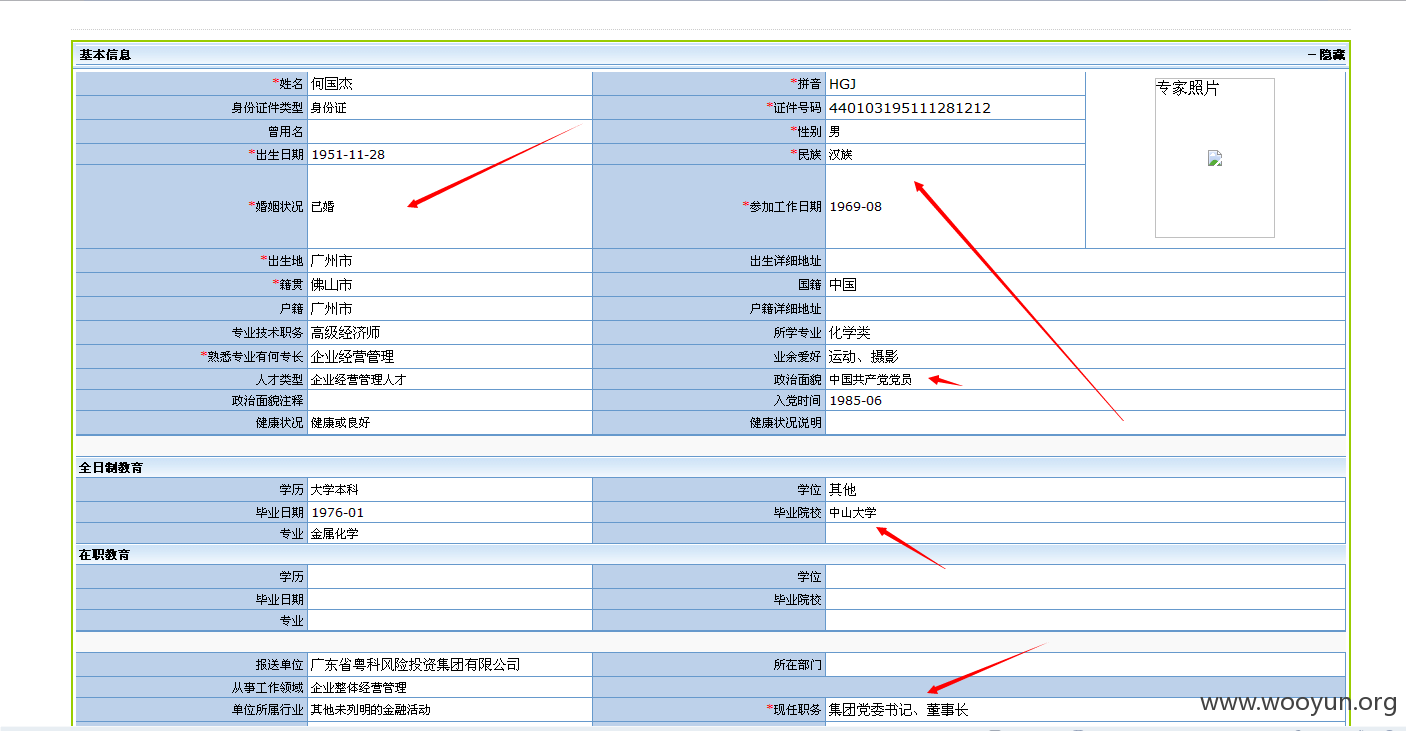 基本信息 －隐藏
*姓名 何国杰 *拼音 HGJ 专家照片
身份证件类型 身份证 *证件号码 440103195111281212
曾用名 *性别 男
*出生日期 1951-11-28 *民族 汉族
*婚姻状况 已婚 *参加工作日期 1969-08
*出生地 广州市 出生详细地址
*籍贯 佛山市 国籍 中国
户籍 广州市 户籍详细地址
专业技术职务 高级经济师 所学专业 化学类
*熟悉专业有何专长 企业经营管理 业余爱好 运动、摄影
人才类型 企业经营管理人才 政治面貌 中国共产党党员
政治面貌注释 入党时间 1985-06
健康状况 健康或良好 健康状况说明
全日制教育
学历 大学本科 学位 其他
毕业日期 1976-01 毕业院校 中山大学
专业 金属化学
在职教育
学历 学位
毕业日期 毕业院校
专业
报送单位 广东省粤科风险投资集团有限公司 所在部门
从事工作领域 企业整体经营管理
单位所属行业 其他未列明的金融活动 *现任职务 集团党委书记、董事长
www.wooyun.org